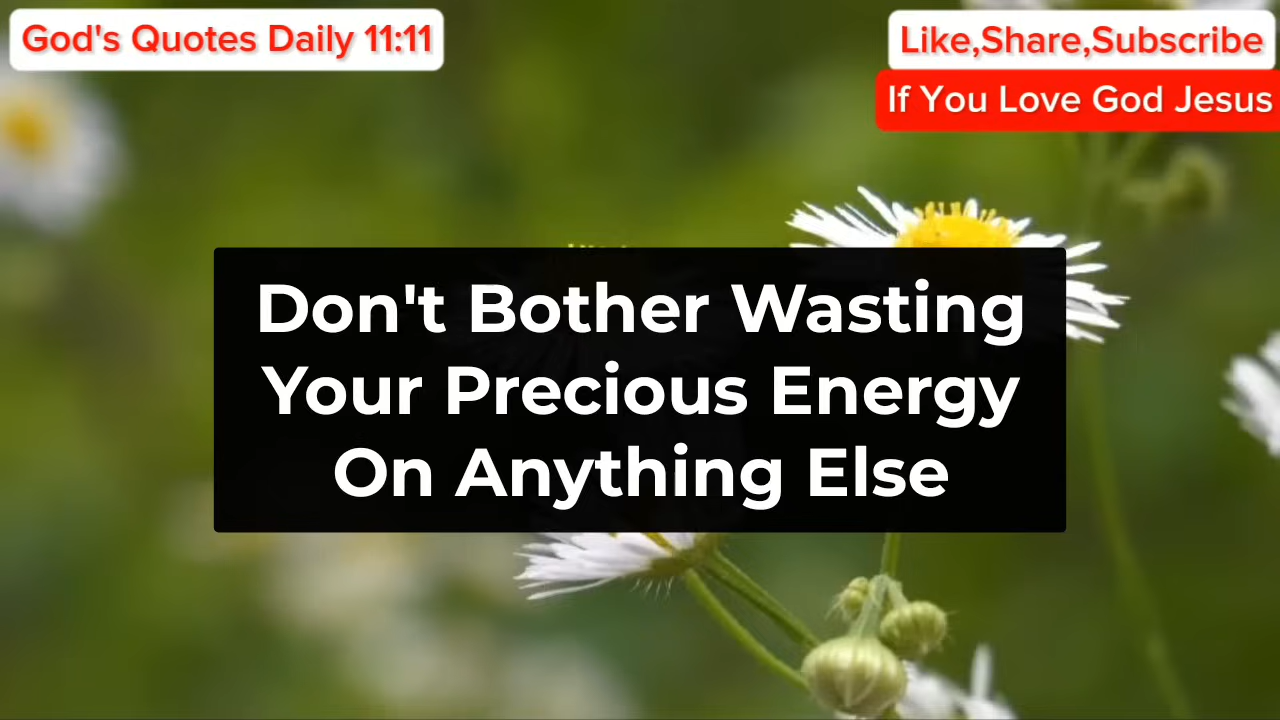 God's Quotes Daily 11:11
Like,Share,Subscribe
If You Love God Jesus
Don't Bother Wasting
Your Precious Energy
On Anything Else